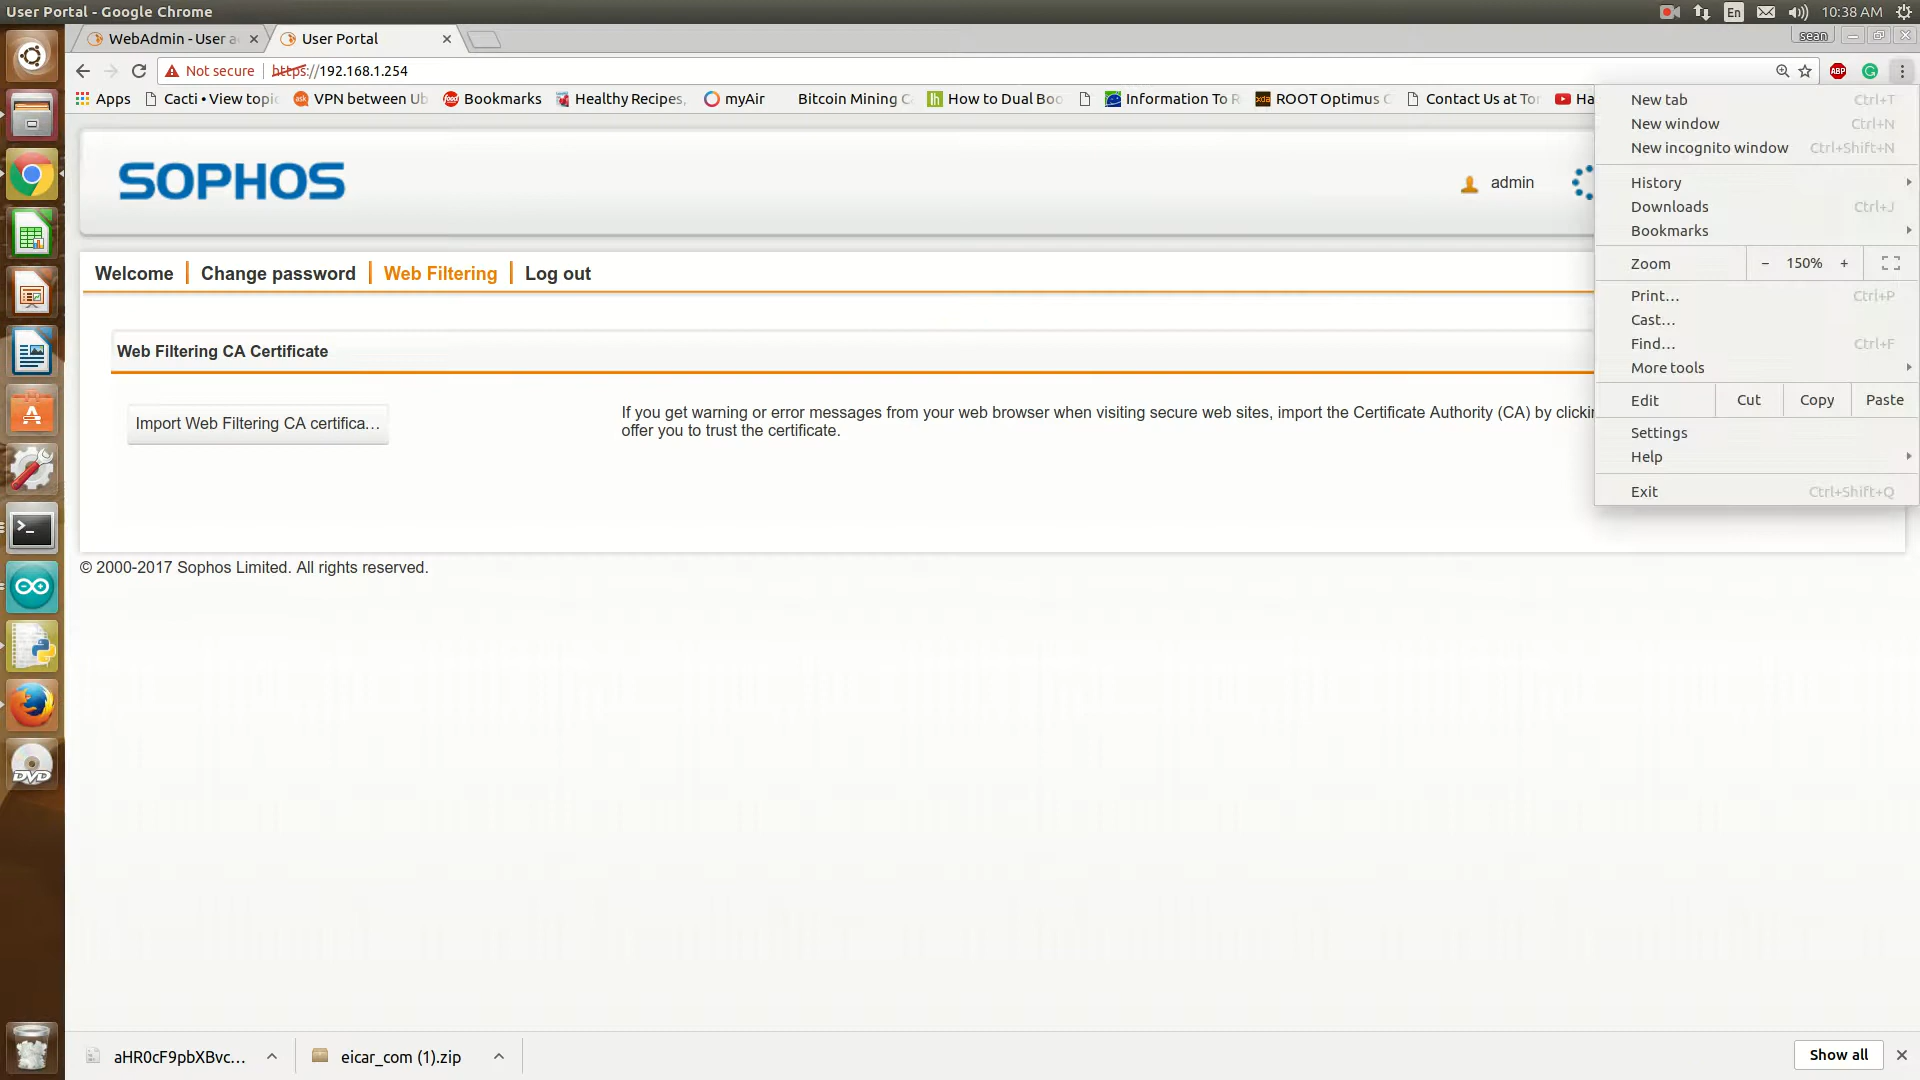 User Portal - Google Chrome
En
10:38 AM
WebAdmin - User a
User Portal
sean
Not secure
https://192.168.1.254
ABP
Apps
Cacti • View topi
VPN between Ub
Bookmarks
Healthy Recipes,
myAir
Bitcoin Mining C
How to Dual Boo
Information To R
ROOT Optimus
Contact Us at Tor
Ha
New tab Ctrl+T
New window Ctrl+N
New incognito window Ctrl+Shift+N
History
Downloads Ctrl+J
Bookmarks
Zoom − 150% +
Print... Ctrl+P
Cast...
Find... Ctrl+F
More tools
Edit Cut Copy Paste
Settings
Help
Exit Ctrl+Shift+Q
SOPHOS
admin
Welcome
Change password
Web Filtering
Log out
Web Filtering CA Certificate
Import Web Filtering CA certifica...
If you get warning or error messages from your web browser when visiting secure web sites, import the Certificate Authority (CA) by clickin
offer you to trust the certificate.
© 2000-2017 Sophos Limited. All rights reserved.
DVD
aHR0cF9pbXBvc...
eicar_com (1).zip
Show all